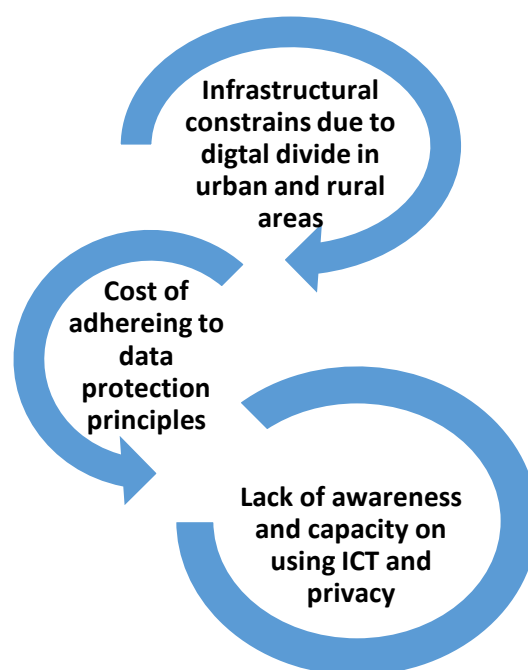 Infrastructural
constrains due to
digtal divide in
urban and rural
areas
Cost of
adhereing to
data
protection
principles
Lack of awareness
and capacity on
using ICT and
privacy